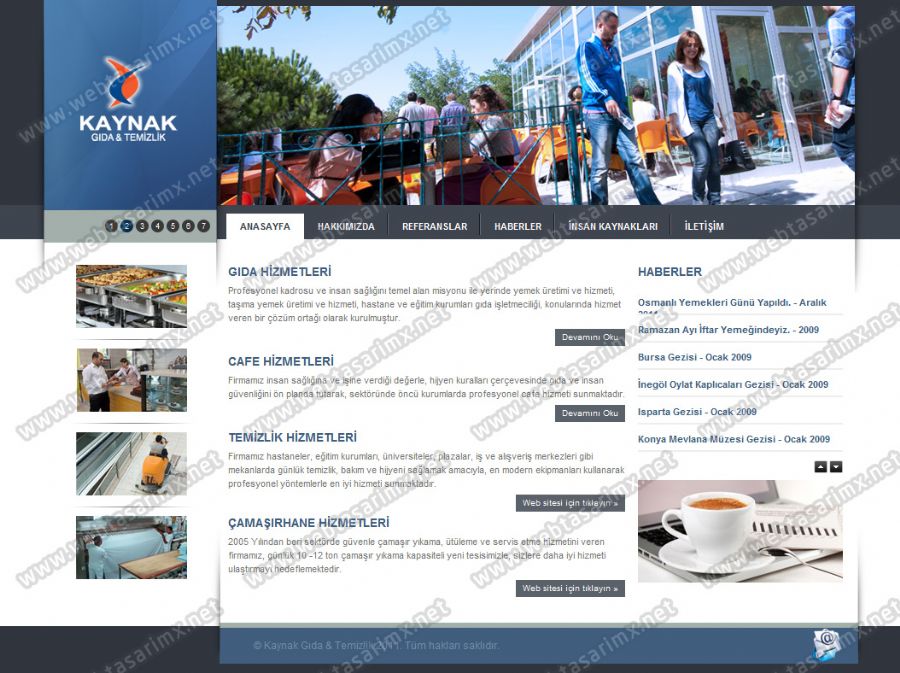 KAYNAK
GIDA & TEMİZLİK
1 2 3 4 5 6 7
ANASAYFA HAKKIMIZDA REFERANSLAR HABERLER İNSAN KAYNAKLARI İLETİŞİM
GIDA HİZMETLERİ
Profesyonel kadrosu ve insan sağlığını temel alan misyonu ile yerinde yemek üretimi ve hizmeti,
taşıma yemek üretimi ve hizmeti, hastane ve eğitim kurumları gıda işletmeciliği, konularında hizmet
veren bir çözüm ortağı olarak kurulmuştur.
Devamını Oku
CAFE HİZMETLERİ
Firmamız insan sağlığına ve işine verdiği değerle, hijyen kuralları çerçevesinde gıda ve insan
güvenliğini ön planda tutarak, sektöründe öncü kurumlarda profesyonel cafe hizmeti sunmaktadır.
Devamını Oku
TEMİZLİK HİZMETLERİ
Firmamız hastaneler, eğitim kurumları, üniversiteler, plazalar, iş ve alışveriş merkezleri gibi
mekanlarda günlük temizlik, bakım ve hijyeni sağlamak amacıyla, en modern ekipmanları kullanarak
profesyonel yöntemlerle en iyi hizmeti sunmaktadır.
Web sitesi için tıklayın »
ÇAMAŞIRHANE HİZMETLERİ
2005 Yılından beri sektörde güvenle çamaşır yıkama, ütüleme ve servis etme hizmetini veren
firmamız, günlük 10 -12 ton çamaşır yıkama kapasiteli yeni tesisimizle, sizlere daha iyi hizmeti
ulaştırmayı hedeflemektedir.
Web sitesi için tıklayın »
HABERLER
Osmanlı Yemekleri Günü Yapıldı. - Aralık
2011
Ramazan Ayı İftar Yemeğindeyiz. - 2009
Bursa Gezisi - Ocak 2009
İnegöl Oylat Kaplıcaları Gezisi - Ocak 2009
Isparta Gezisi - Ocak 2009
Konya Mevlana Müzesi Gezisi - Ocak 2009
© Kaynak Gıda & Temizlik 2011. Tüm hakları saklıdır.
www.webtasarimx.net